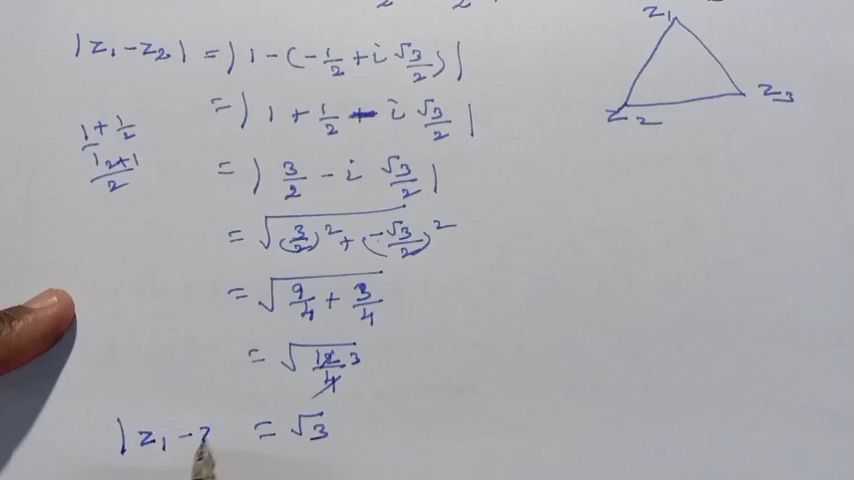 z₁
|z₁ - z₂| = |1 - (-1/2 + i √3/2)|
z₂ z₃
= |1 + 1/2 - i √3/2|
1 + 1/2
= |3/2 - i √3/2|
1 2+1/2
= √(3/2)² + (-√3/2)²
= √9/4 + 3/4
= √12/4 3
|z₁ - z = √3